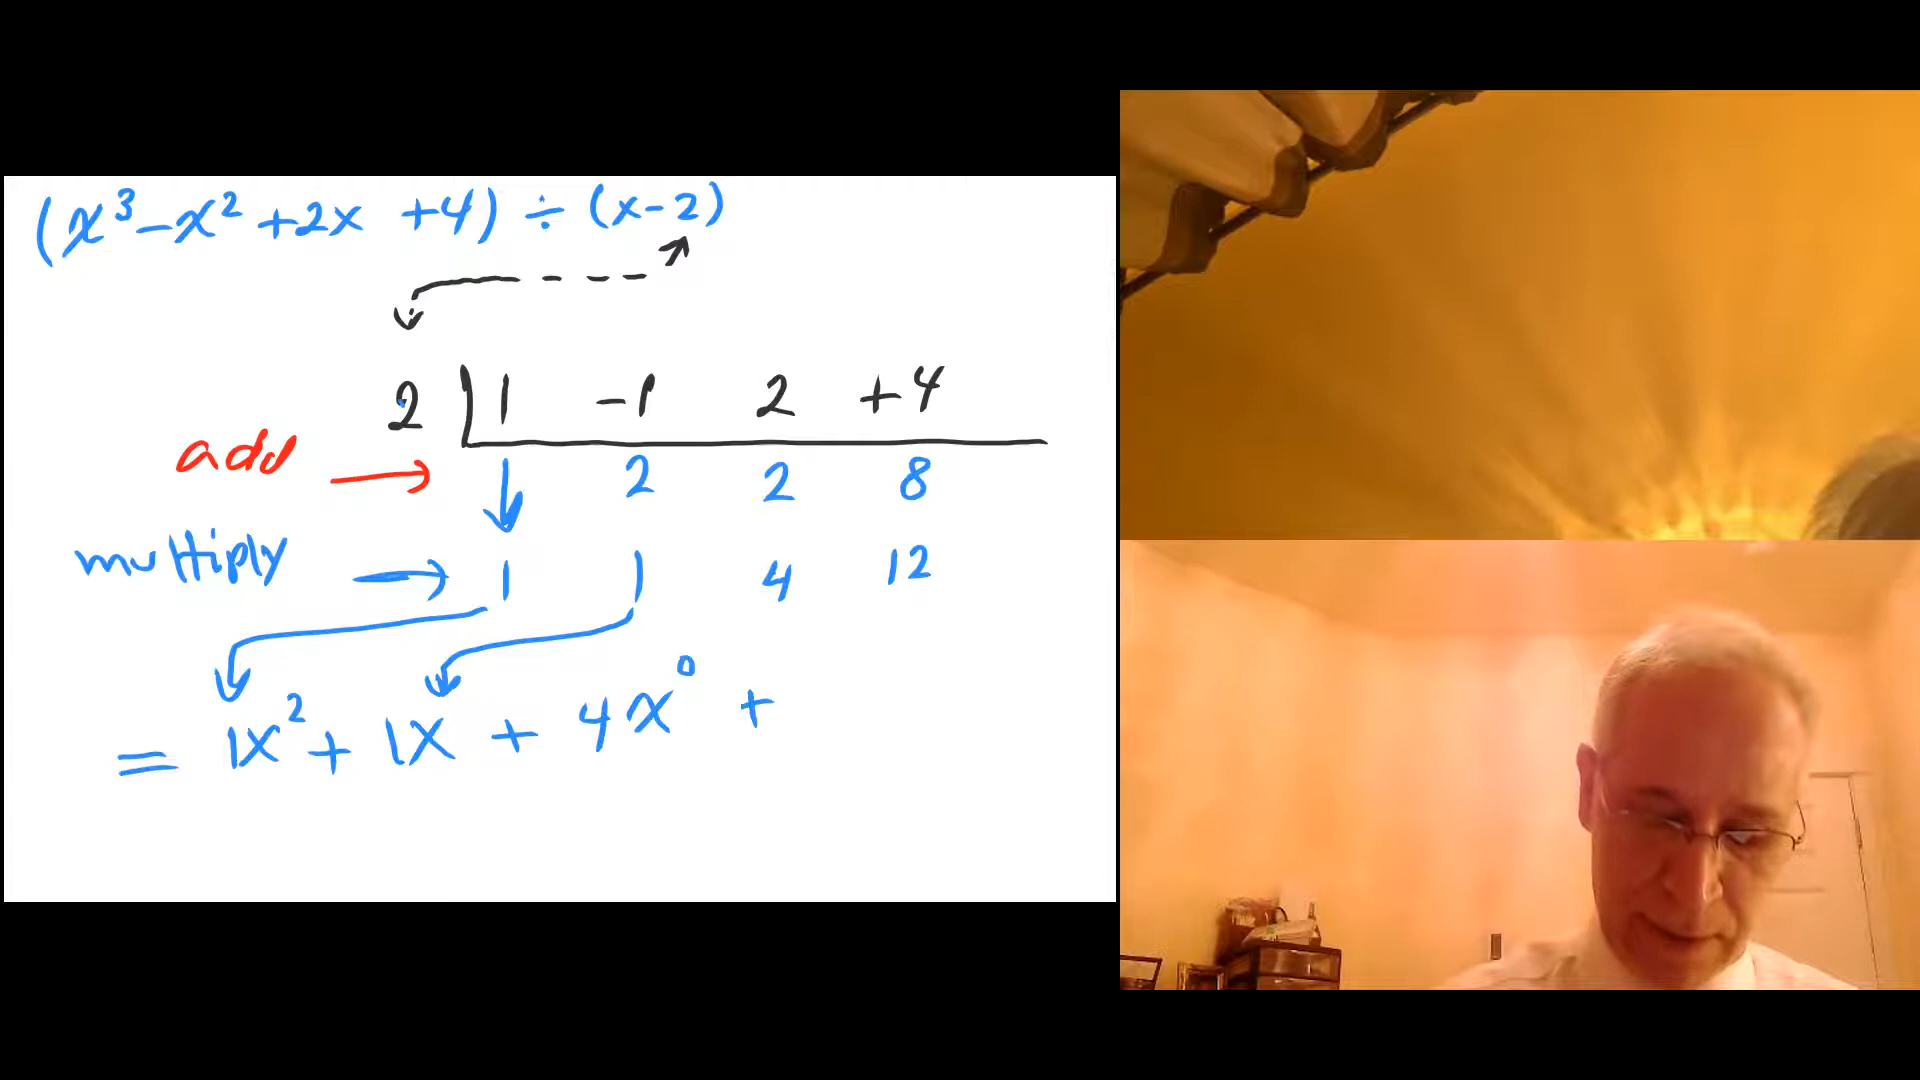 (x³-x²+2x +4) ÷ (x-2)
2 1 -1 2 +4
add → 2 2 8
multiply → 1 1 4 12
= 1x² + 1x + 4x⁰ +